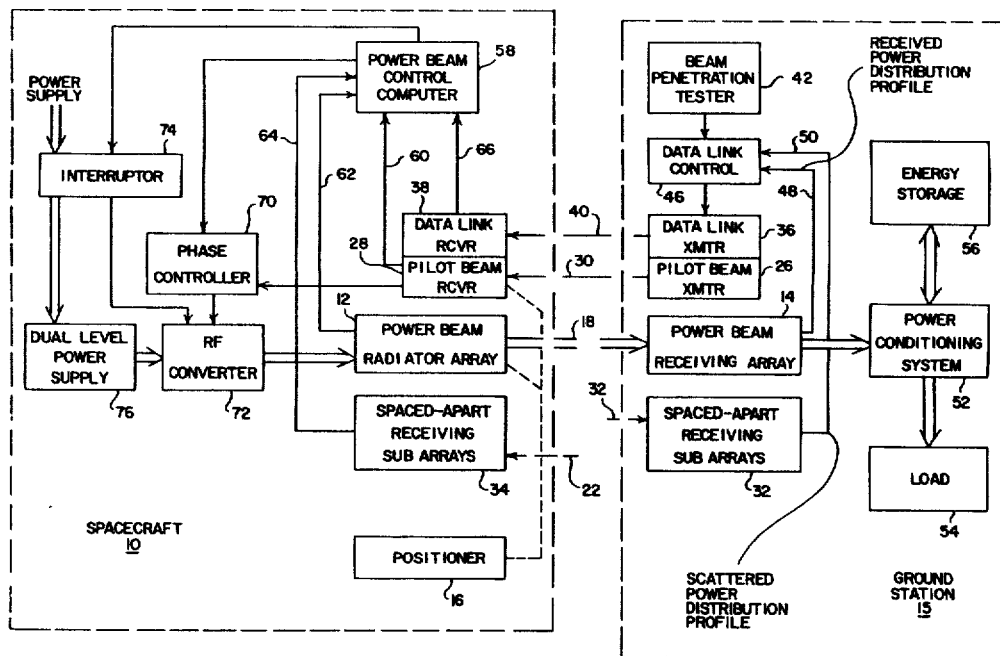 POWER
SUPPLY
74
INTERRUPTOR
POWER BEAM
CONTROL
COMPUTER
58
64
62
60
66
70
PHASE
CONTROLLER
38
DATA LINK
RCVR
28
PILOT BEAM
RCVR
40
30
12
POWER BEAM
RADIATOR ARRAY
18
DUAL LEVEL
POWER
SUPPLY
76
RF
CONVERTER
72
SPACED-APART
RECEIVING
SUB ARRAYS
34
22
SPACECRAFT
10
POSITIONER
16
BEAM
PENETRATION
TESTER
42
RECEIVED
POWER
DISTRIBUTION
PROFILE
50
DATA LINK
CONTROL
46
48
DATA LINK
XMTR
36
PILOT BEAM
XMTR
26
14
POWER BEAM
RECEIVING ARRAY
32
SPACED-APART
RECEIVING
SUB ARRAYS
32
ENERGY
STORAGE
56
POWER
CONDITIONING
SYSTEM
52
LOAD
54
SCATTERED
POWER
DISTRIBUTION
PROFILE
GROUND
STATION
15